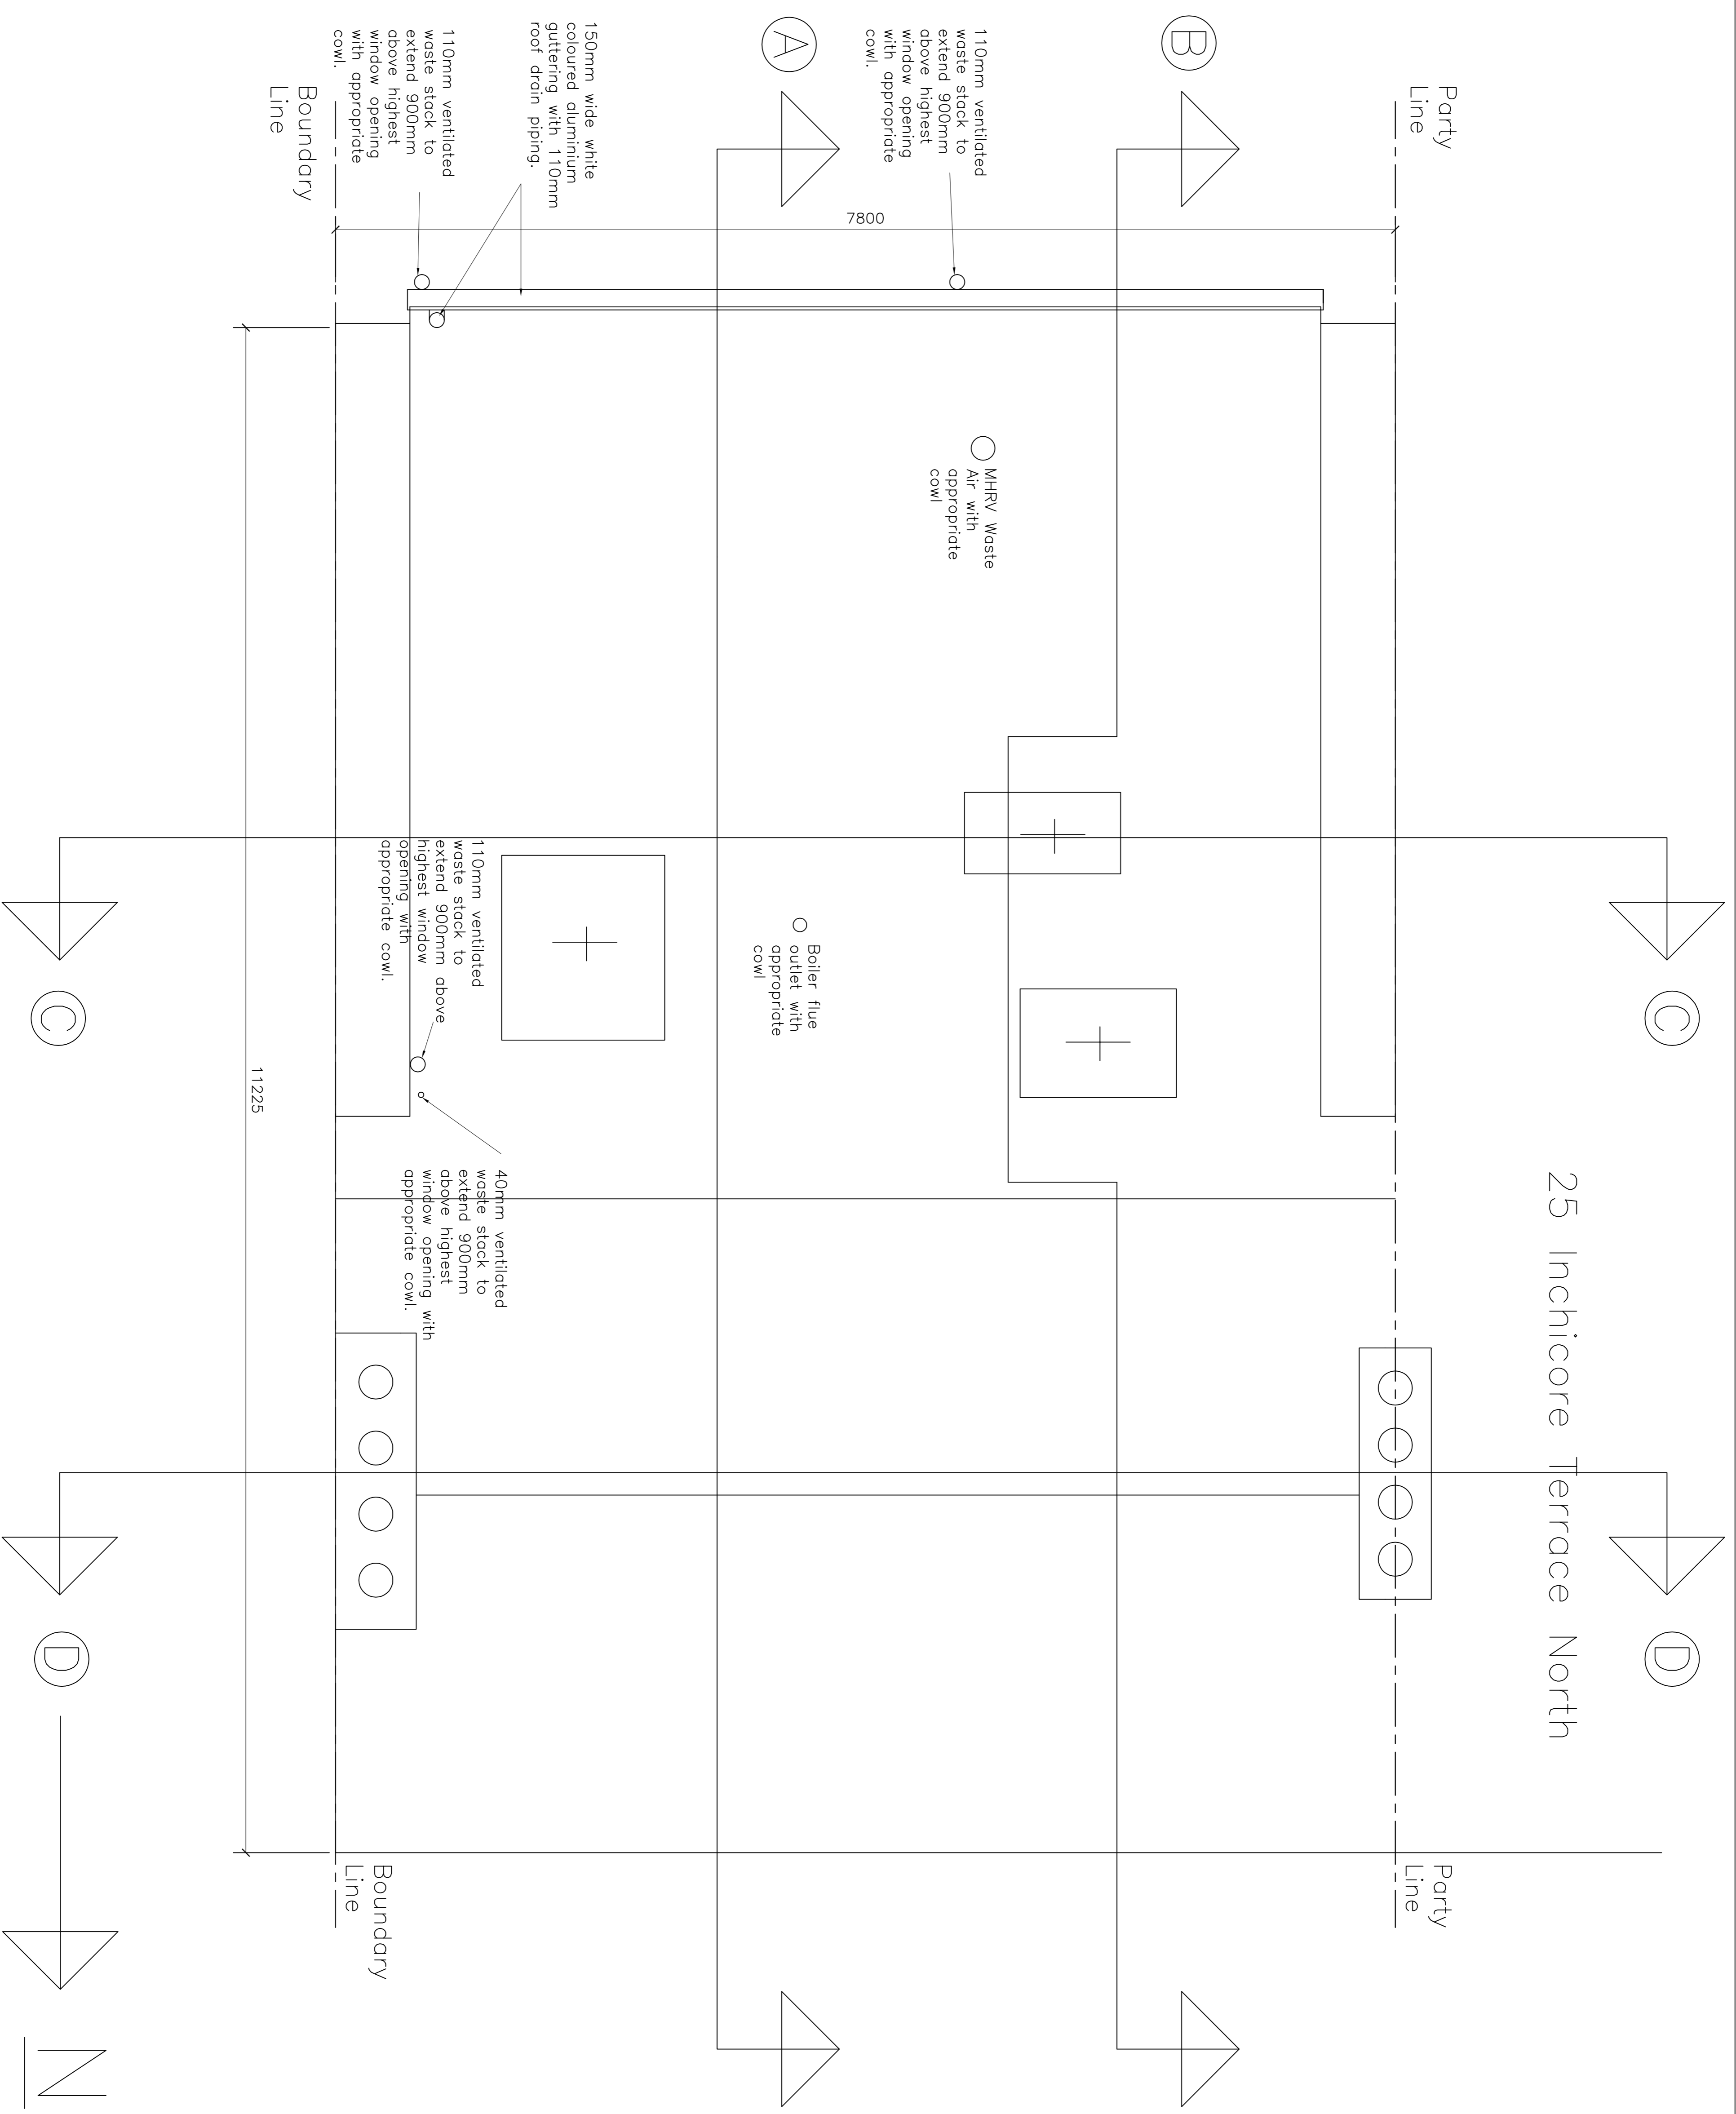 B
A
Party
Line
110mm ventilated
waste stack to
extend 900mm
above highest
window opening
with appropriate
cowl.
150mm wide white
coloured aluminium
guttering with 110mm
roof drain piping.
110mm ventilated
waste stack to
extend 900mm
above highest
window opening
with appropriate
cowl.
Boundary
Line
7800
MHRV Waste
Air with
appropriate
cowl
110mm ventilated
waste stack to
extend 900mm above
highest window
opening with
appropriate cowl.
Boiler flue
outlet with
appropriate
cowl
C
C
11225
25 Inchicore Terrace North
40mm ventilated
waste stack to
extend 900mm
above highest
window opening with
appropriate cowl.
D
D
Party
Line
Boundary
Line
N